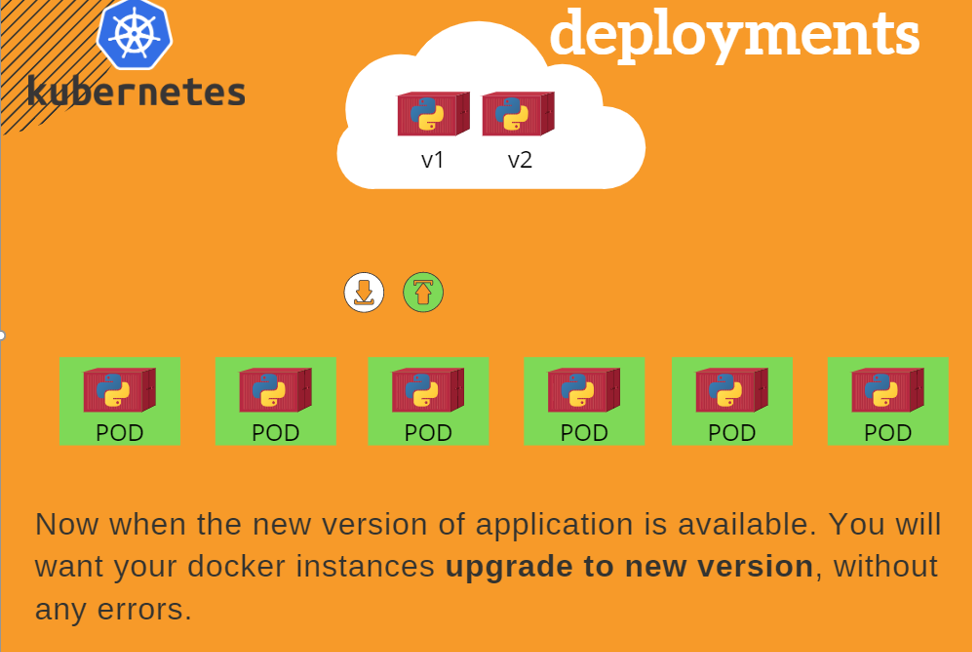 deployments
kubernetes
v1 v2
POD POD POD POD POD POD
Now when the new version of application is available. You will
want your docker instances upgrade to new version, without
any errors.